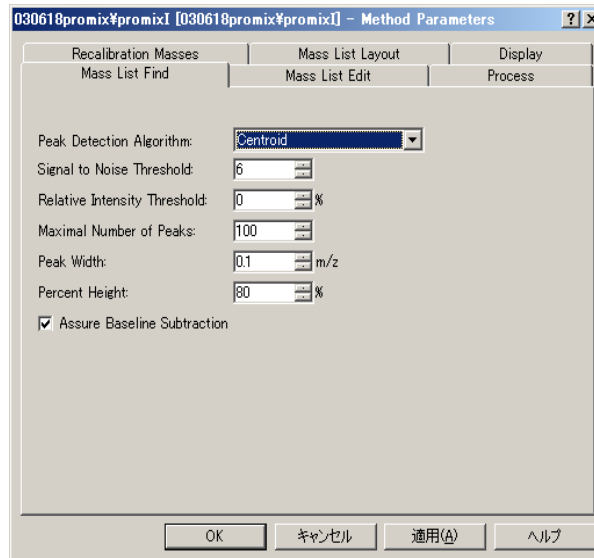 030618promix¥promixI [030618promix¥promixI] - Method Parameters
Recalibration Masses Mass List Layout Display
Mass List Find Mass List Edit Process
Peak Detection Algorithm: Centroid
Signal to Noise Threshold: 6
Relative Intensity Threshold: 0 %
Maximal Number of Peaks: 100
Peak Width: 0.1 m/z
Percent Height: 80 %
Assure Baseline Subtraction
OK キャンセル 適用(A) ヘルプ